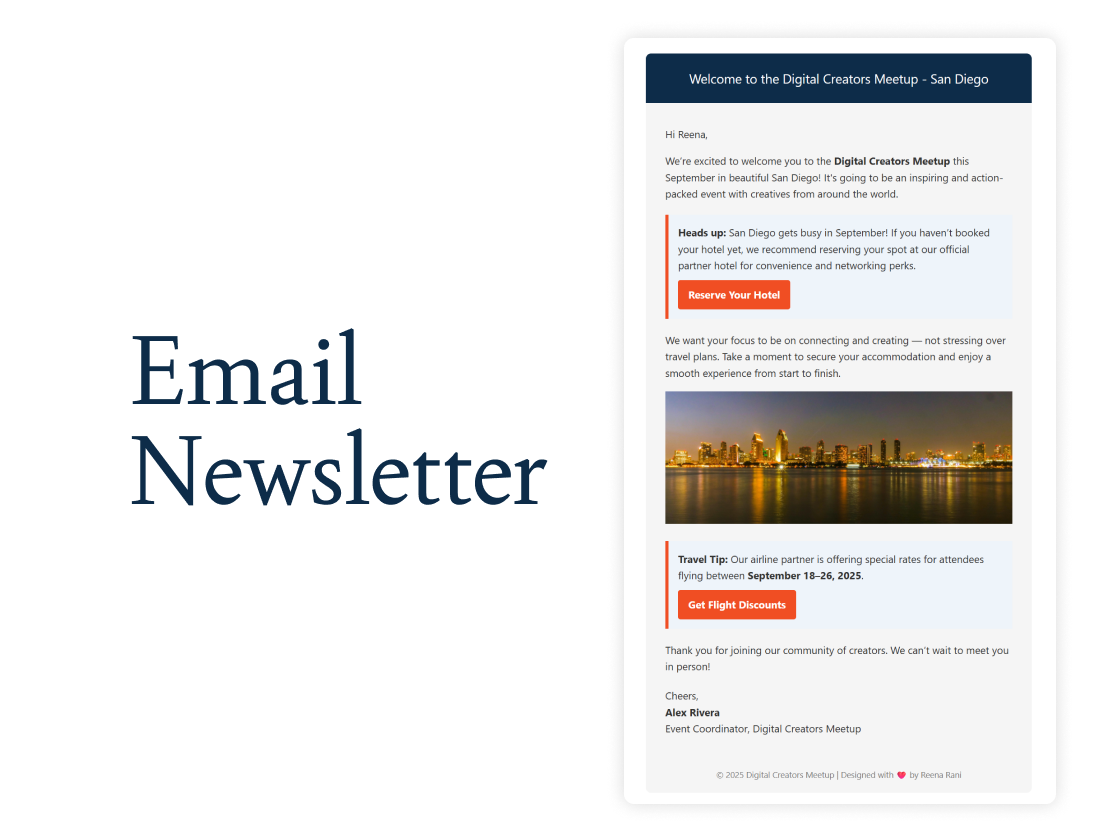 Email
Newsletter
Welcome to the Digital Creators Meetup - San Diego
Hi Reena,
We're excited to welcome you to the Digital Creators Meetup this
September in beautiful San Diego! It's going to be an inspiring and action-
packed event with creatives from around the world.
Heads up: San Diego gets busy in September! If you haven't booked
your hotel yet, we recommend reserving your spot at our official
partner hotel for convenience and networking perks.
Reserve Your Hotel
We want your focus to be on connecting and creating — not stressing over
travel plans. Take a moment to secure your accommodation and enjoy a
smooth experience from start to finish.
Travel Tip: Our airline partner is offering special rates for attendees
flying between September 18–26, 2025.
Get Flight Discounts
Thank you for joining our community of creators. We can't wait to meet you
in person!
Cheers,
Alex Rivera
Event Coordinator, Digital Creators Meetup
© 2025 Digital Creators Meetup | Designed with ❤ by Reena Rani